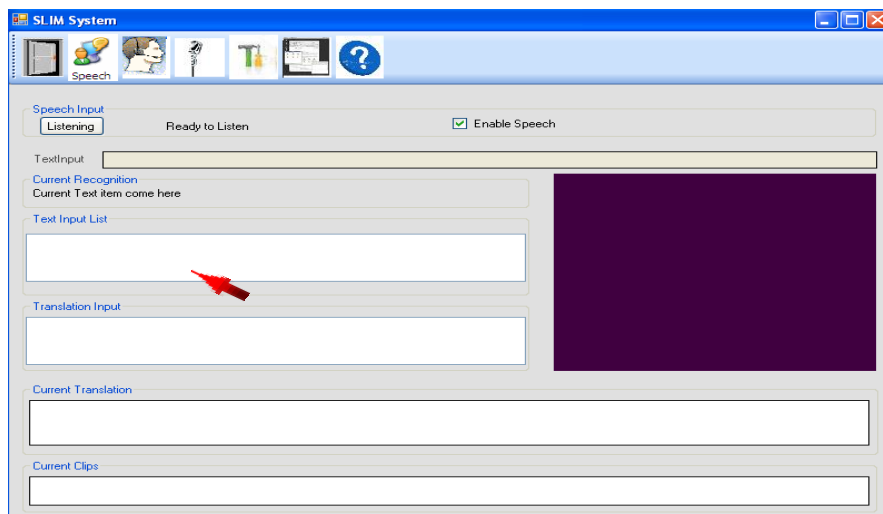 SLIM System
Speech
Speech Input
Listening
Ready to Listen
Enable Speech
TextInput
Current Recognition
Current Text item come here
Text Input List
Translation Input
Current Translation
Current Clips